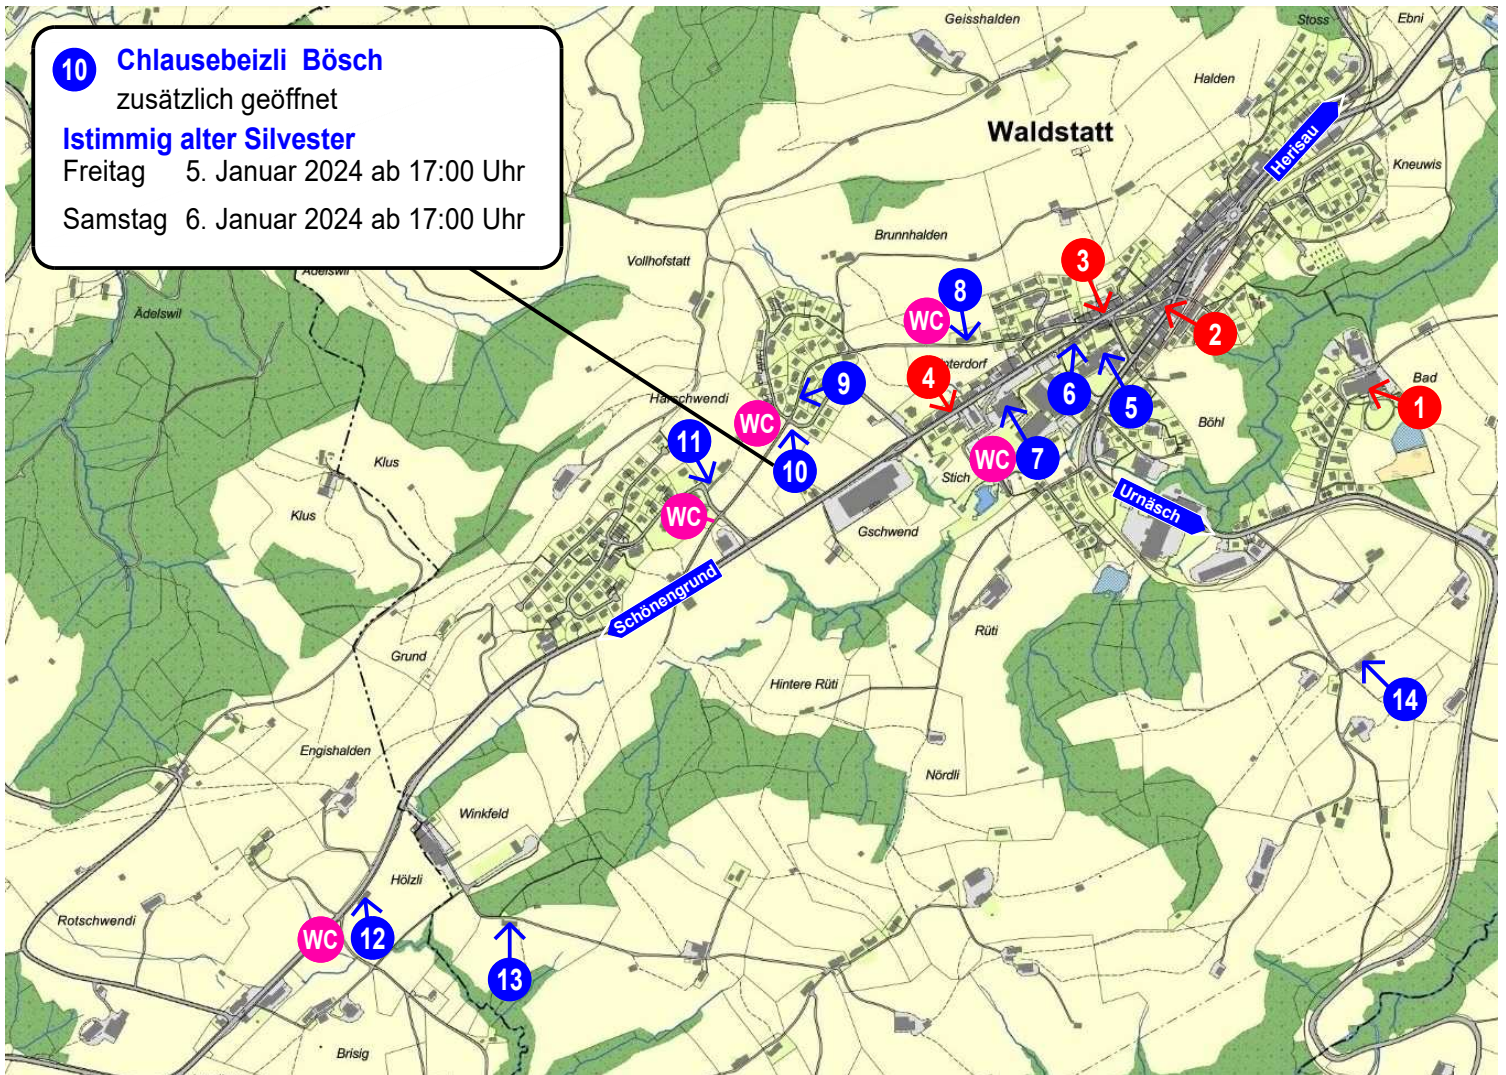 10 Chlausebeizli Bösch
zusätzlich geöffnet
Istimmig alter Silvester
Freitag 5. Januar 2024 ab 17:00 Uhr
Samstag 6. Januar 2024 ab 17:00 Uhr
Geisshalden
Stoss
Ebni
Halden
Waldstatt
Herisau
Kneuwis
Brunnhalden
Vollhofstatt
Adelswil
Ädelswil
3
8
WC
2
4
9
6
5
Bad
1
Böhl
Harschwendi
WC
11
10
WC
7
Stich
Klus
Klus
WC
Urnäsch
Gschwend
Schönengrund
Rüti
Grund
Hintere Rüti
14
Engishalden
Nördli
Winkfeld
Hölzli
Rotschwendi
WC
12
13
Brisig